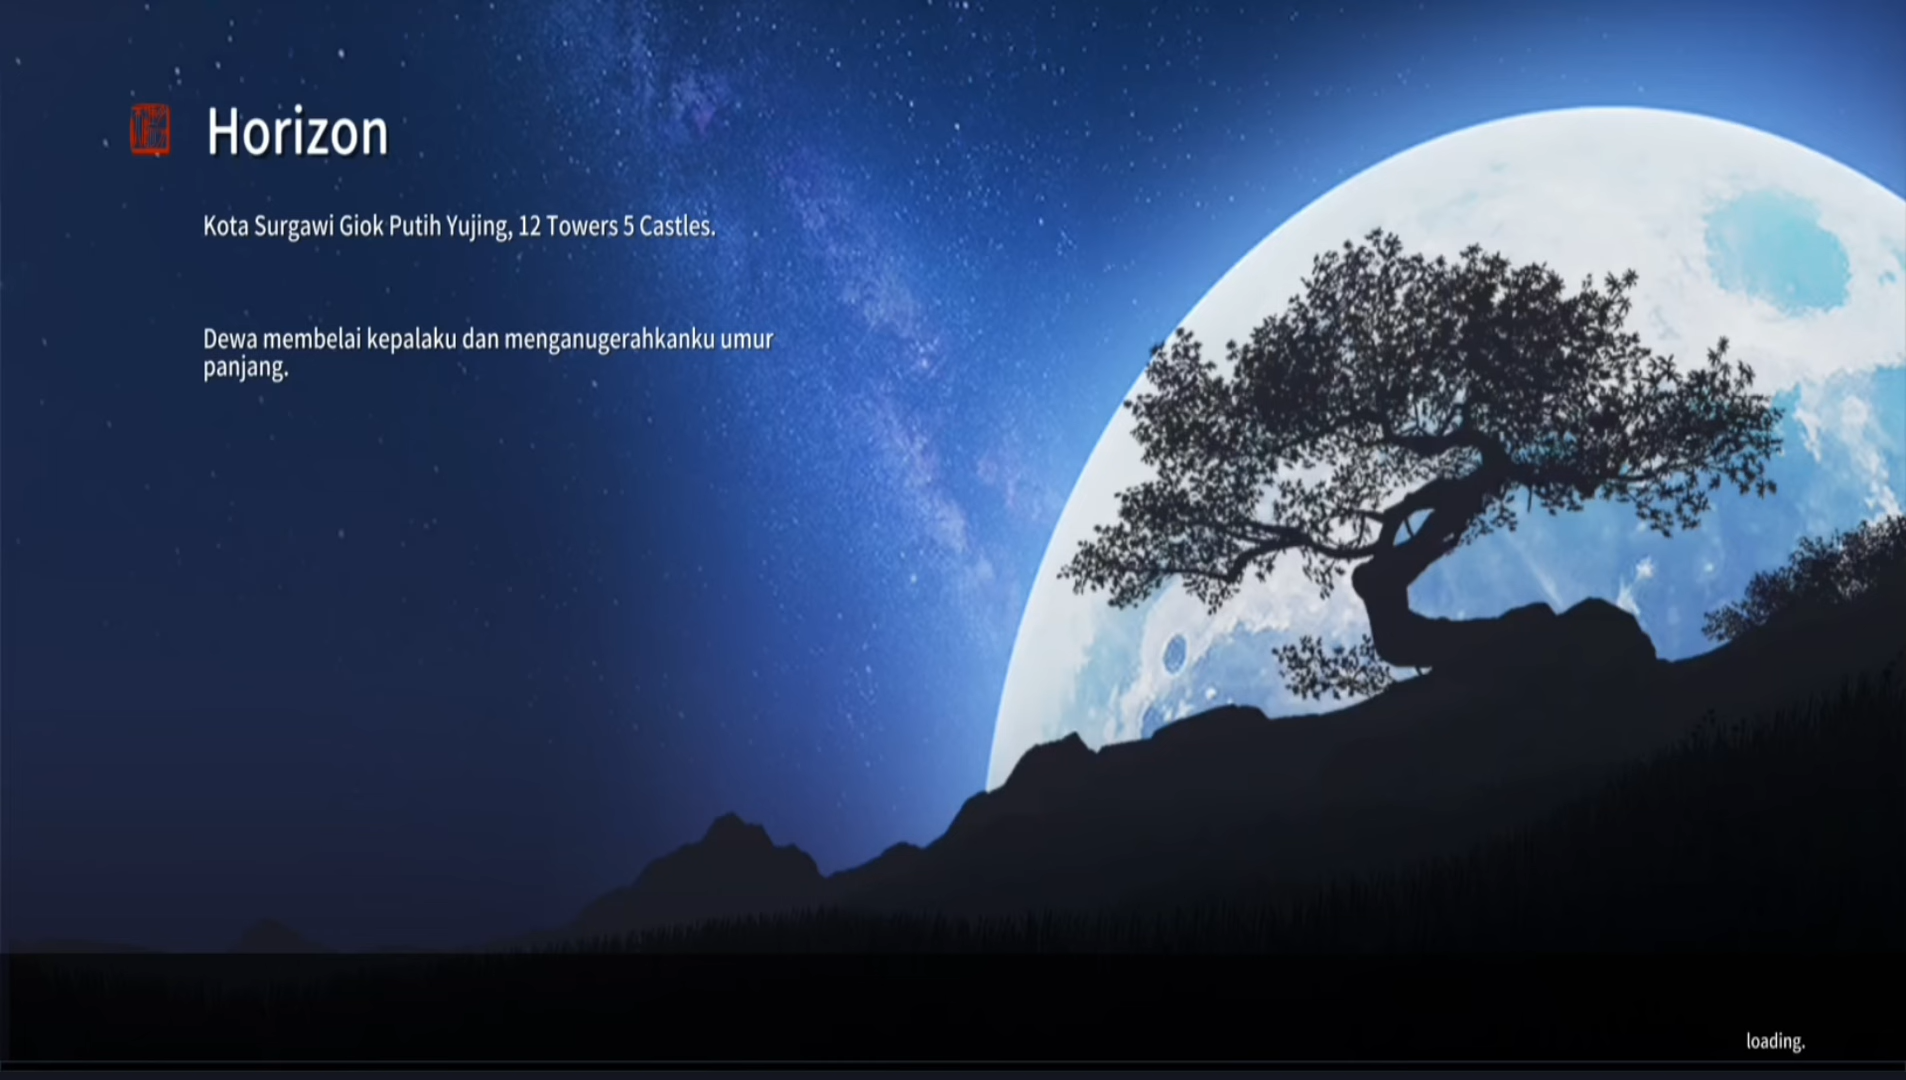 Horizon
Kota Surgawi Giok Putih Yujing, 12 Towers 5 Castles.
Dewa membelai kepalaku dan menganugerahkanku umur
panjang.
loading.